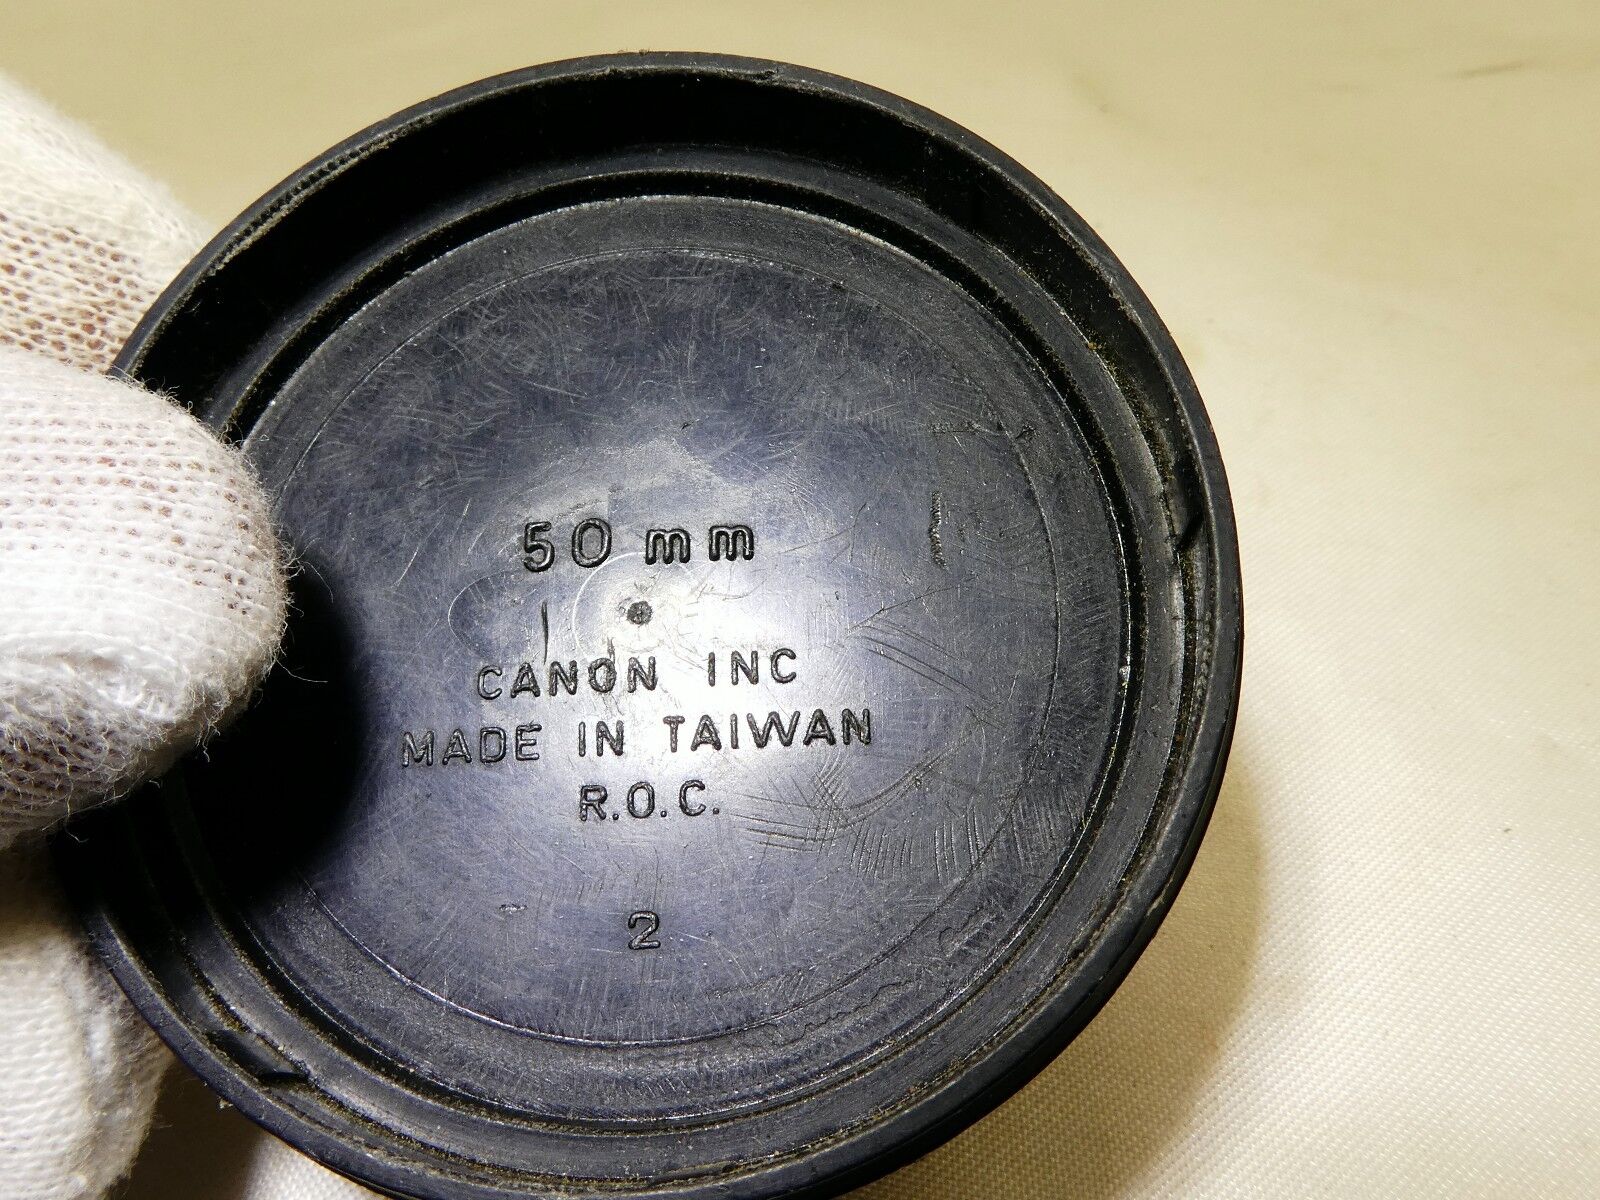 50 mm
CANON INC
MADE IN TAIWAN
R.O.C.
2